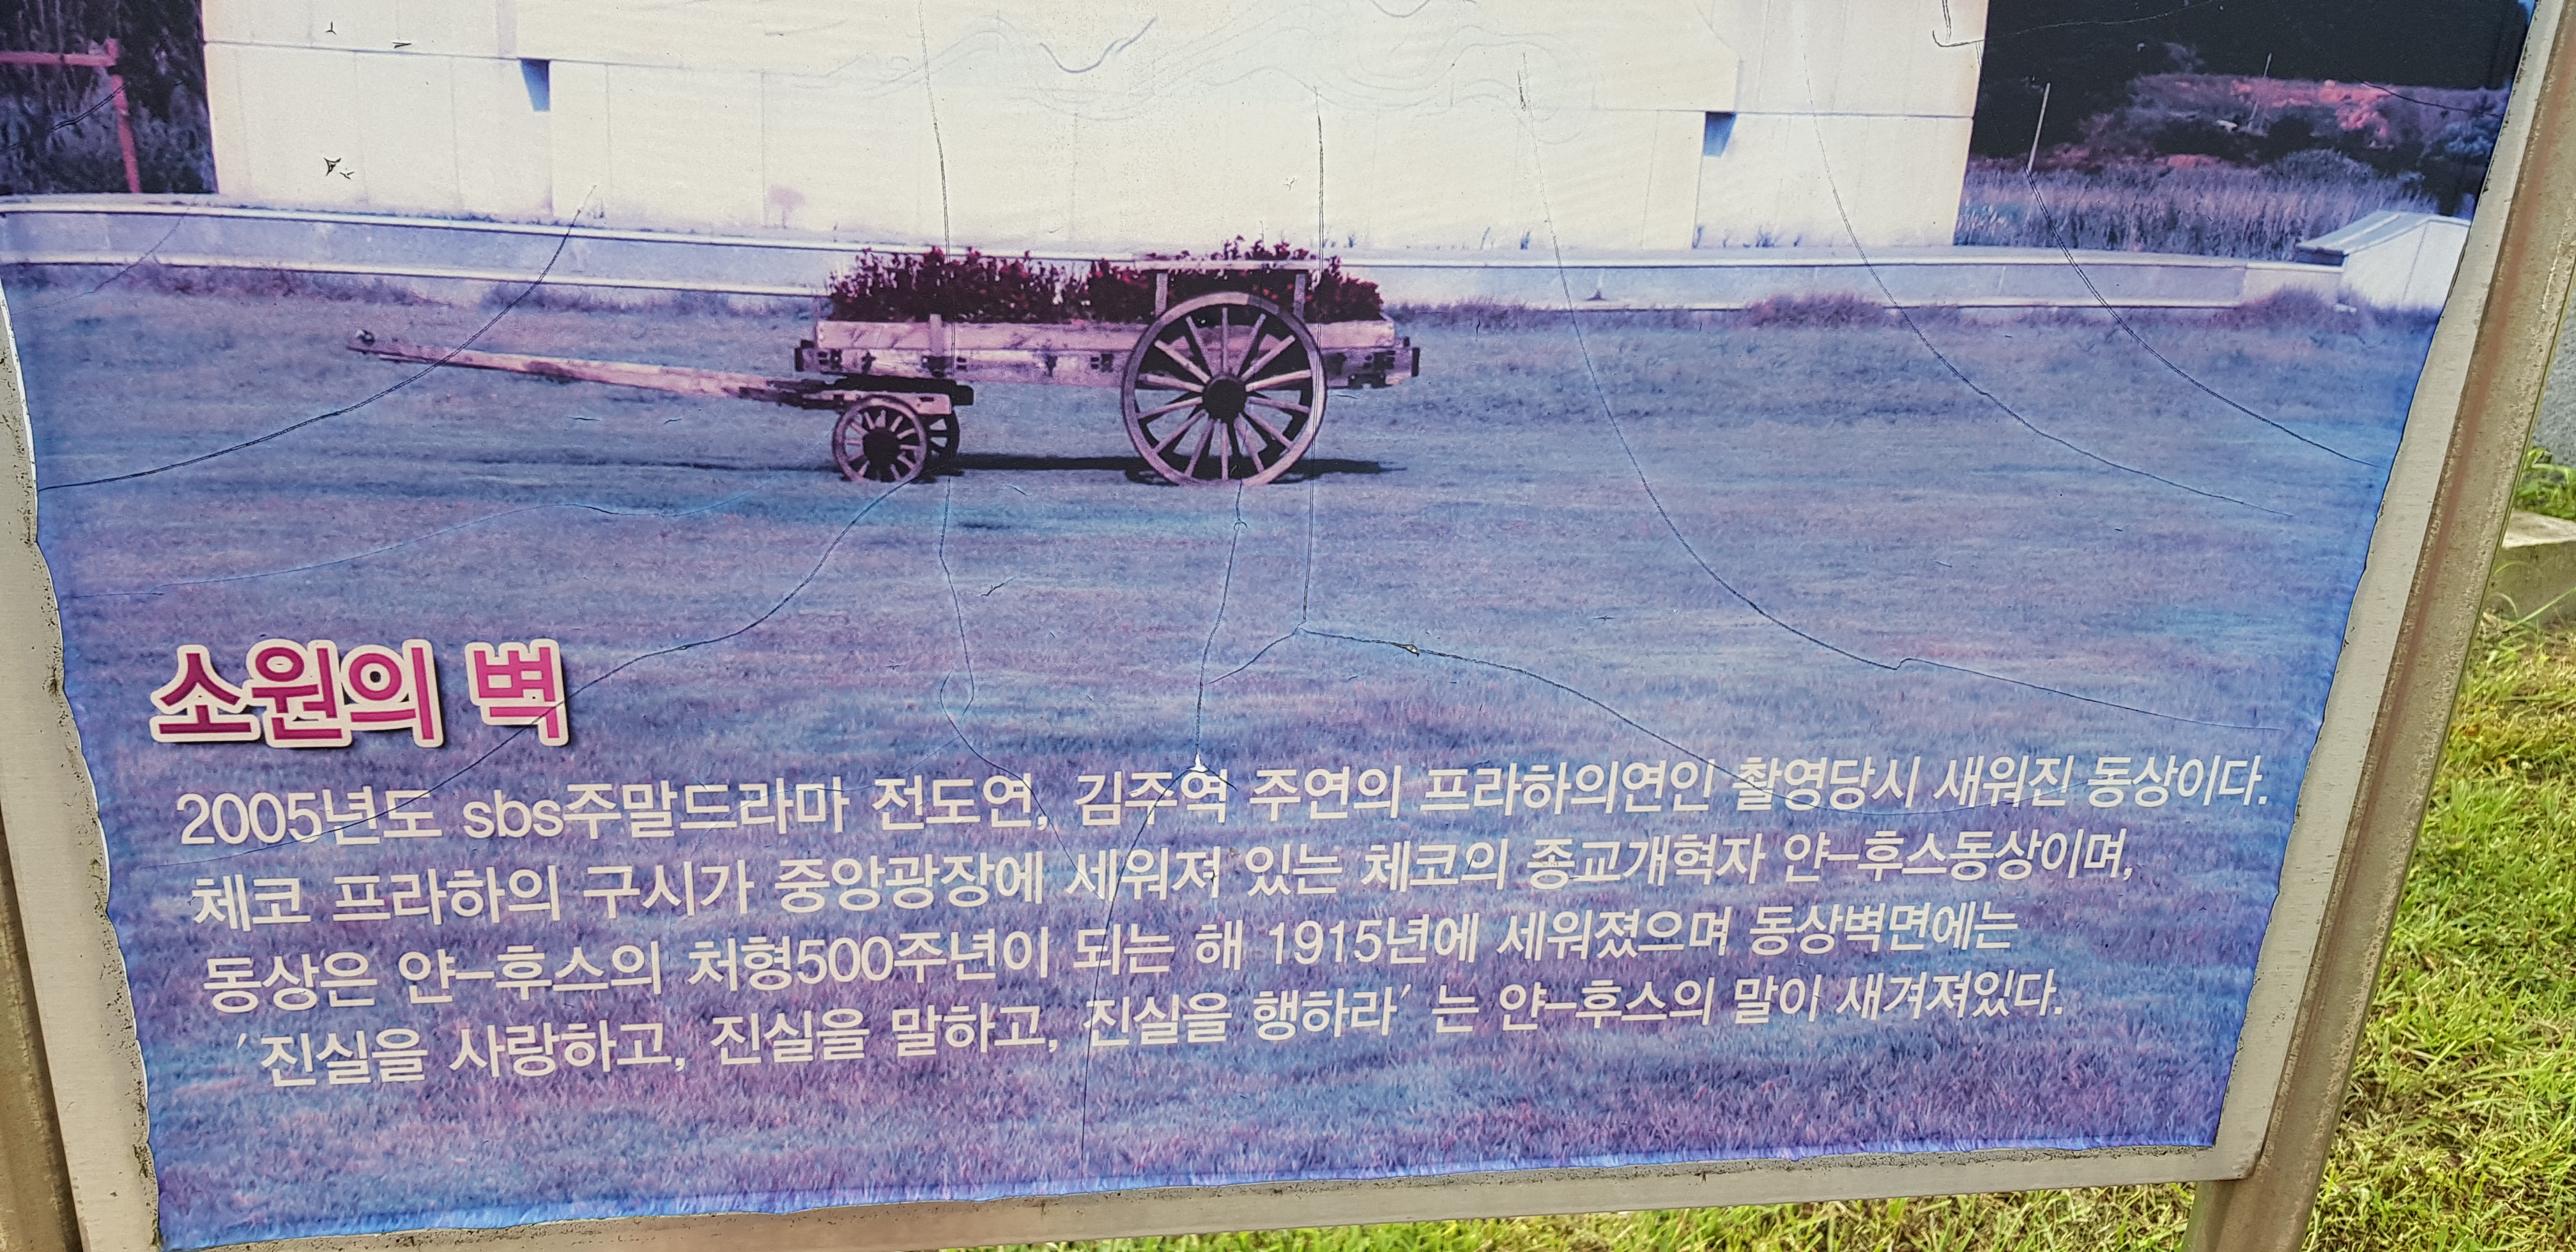 소원의 벽
2005년도 sbs주말드라마 전도연, 김주역 주연의 프라하의연인 촬영당시 새워진 동상이다.
체코 프라하의 구시가 중앙광장에 세워져 있는 체코의 종교개혁자 얀-후스동상이며,
동상은 얀-후스의 처형500주년이 되는 해 1915년에 세워졌으며 동상벽면에는
'진실을 사랑하고, 진실을 말하고, 진실을 행하라' 는 얀-후스의 말이 새겨져있다.